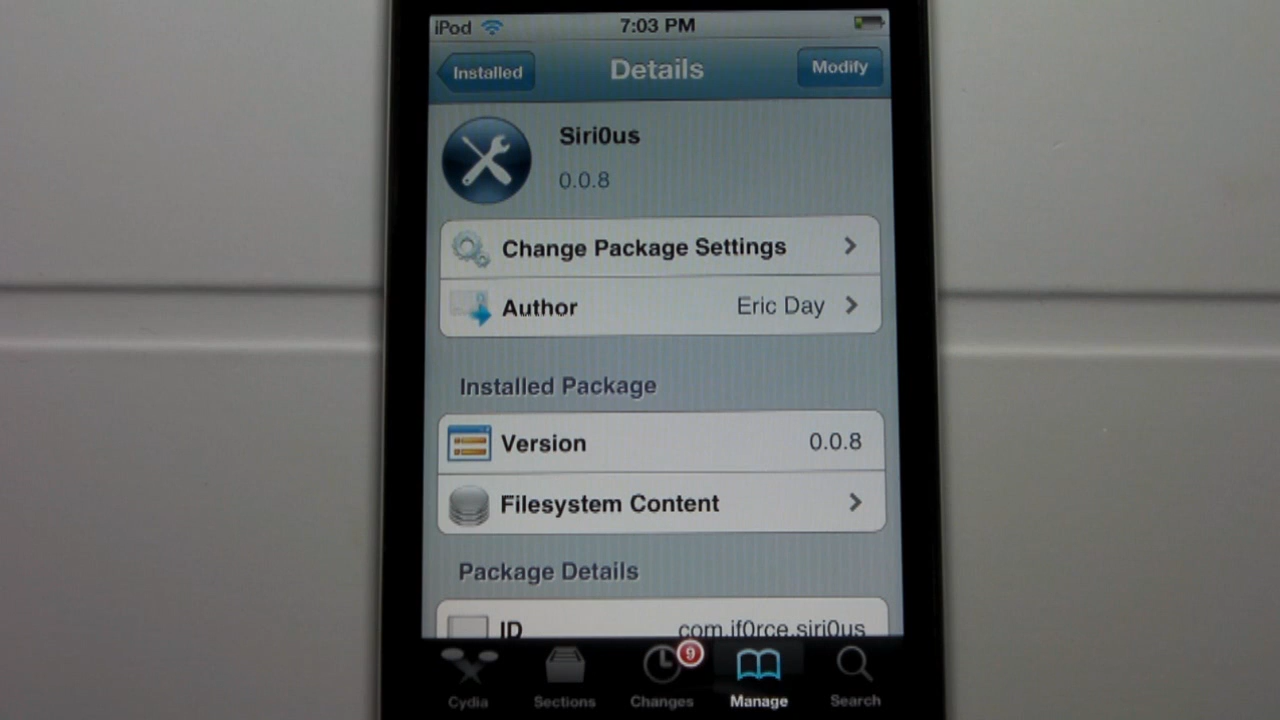 iPod 7:03 PM
Installed Details Modify
Siri0us
0.0.8
Change Package Settings
Author Eric Day
Installed Package
Version 0.0.8
Filesystem Content
Package Details
ID com.if0rce.siri0us
9
Cydia Sections Changes Manage Search